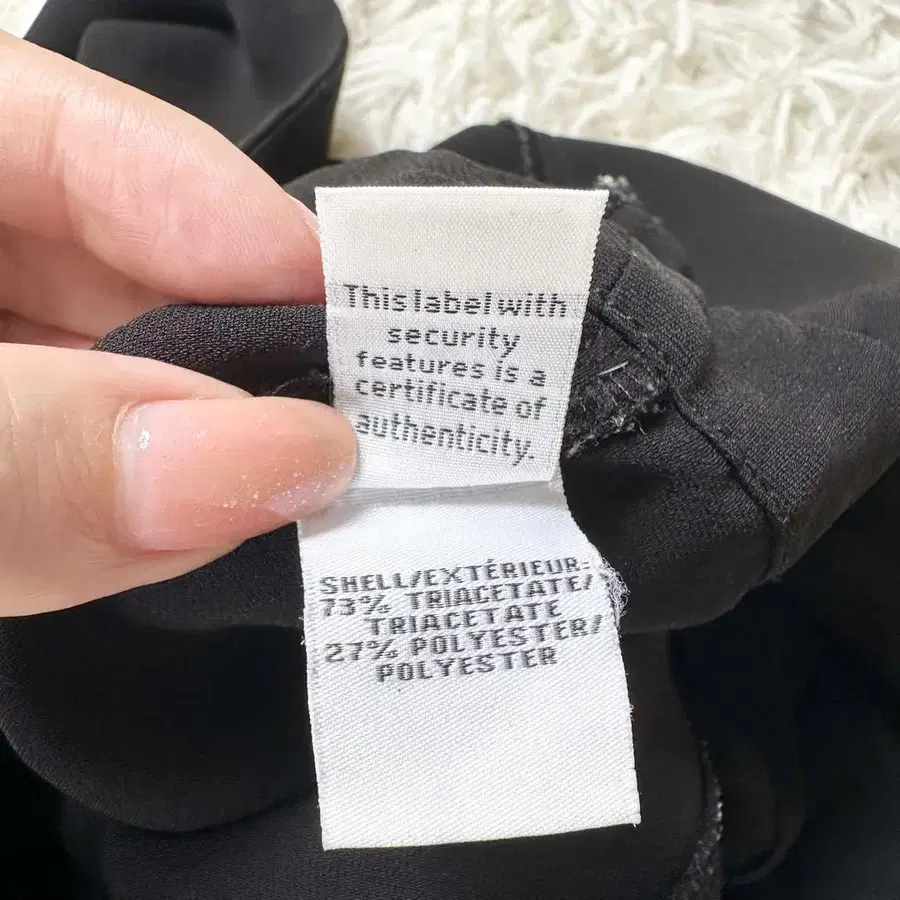 This label with
security
features is a
certificate of
authenticity.
SHELL/EXTÉRIEUR:
73% TRIACETATE/
TRIACETATE
27% POLYESTER/
POLYESTER